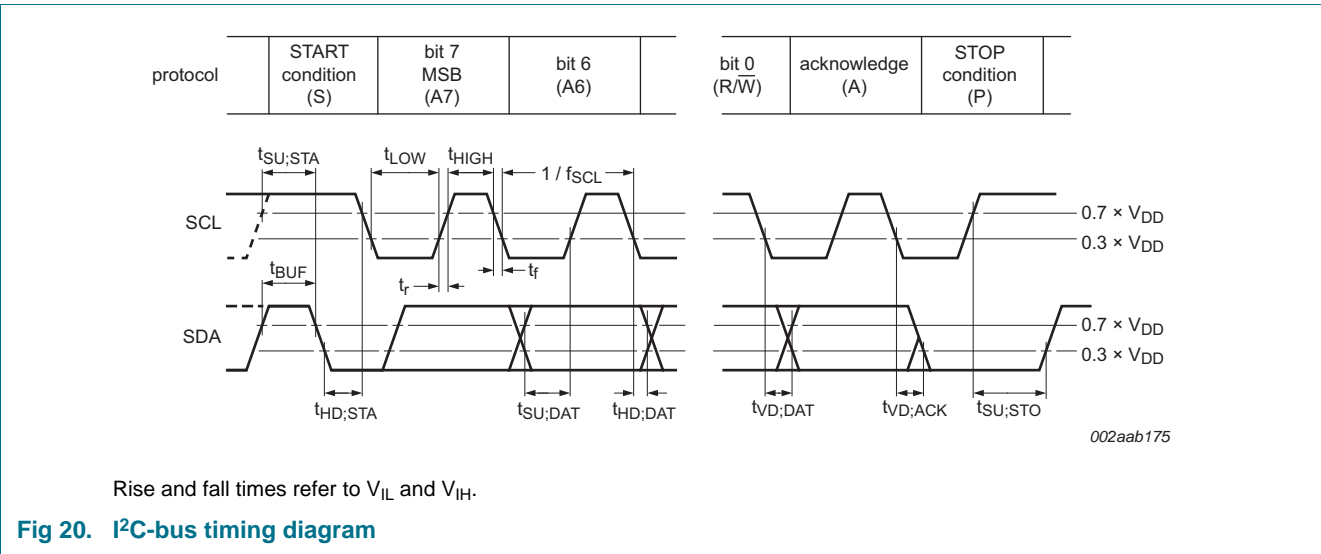 protocol
START
condition
(S)
bit 7
MSB
(A7)
bit 6
(A6)
bit 0
(R/W̅)
acknowledge
(A)
STOP
condition
(P)
tSU;STA
tLOW
tHIGH
1 / fSCL
SCL
0.7 × VDD
0.3 × VDD
tBUF
tr
tf
SDA
0.7 × VDD
0.3 × VDD
tHD;STA
tSU;DAT
tHD;DAT
tVD;DAT
tVD;ACK
tSU;STO
002aab175
Rise and fall times refer to VIL and VIH.
Fig 20. I²C-bus timing diagram